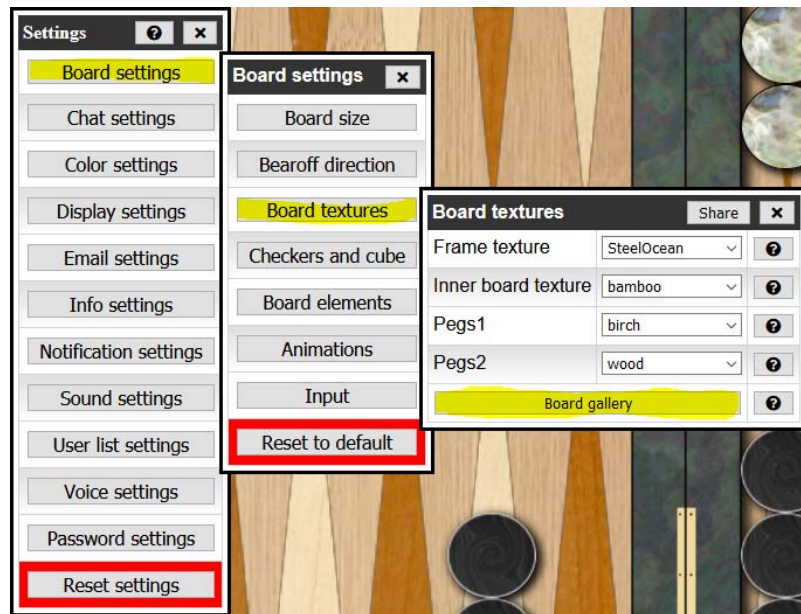 Settings
Board settings
Chat settings
Color settings
Display settings
Email settings
Info settings
Notification settings
Sound settings
User list settings
Voice settings
Password settings
Reset settings
Board settings
Board size
Bearoff direction
Board textures
Checkers and cube
Board elements
Animations
Input
Reset to default
Board textures Share
Frame texture SteelOcean
Inner board texture bamboo
Pegs1 birch
Pegs2 wood
Board gallery